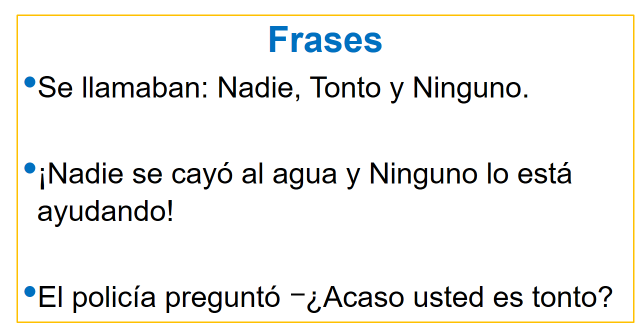 Frases
•Se llamaban: Nadie, Tonto y Ninguno.
•¡Nadie se cayó al agua y Ninguno lo está
ayudando!
•El policía preguntó −¿Acaso usted es tonto?